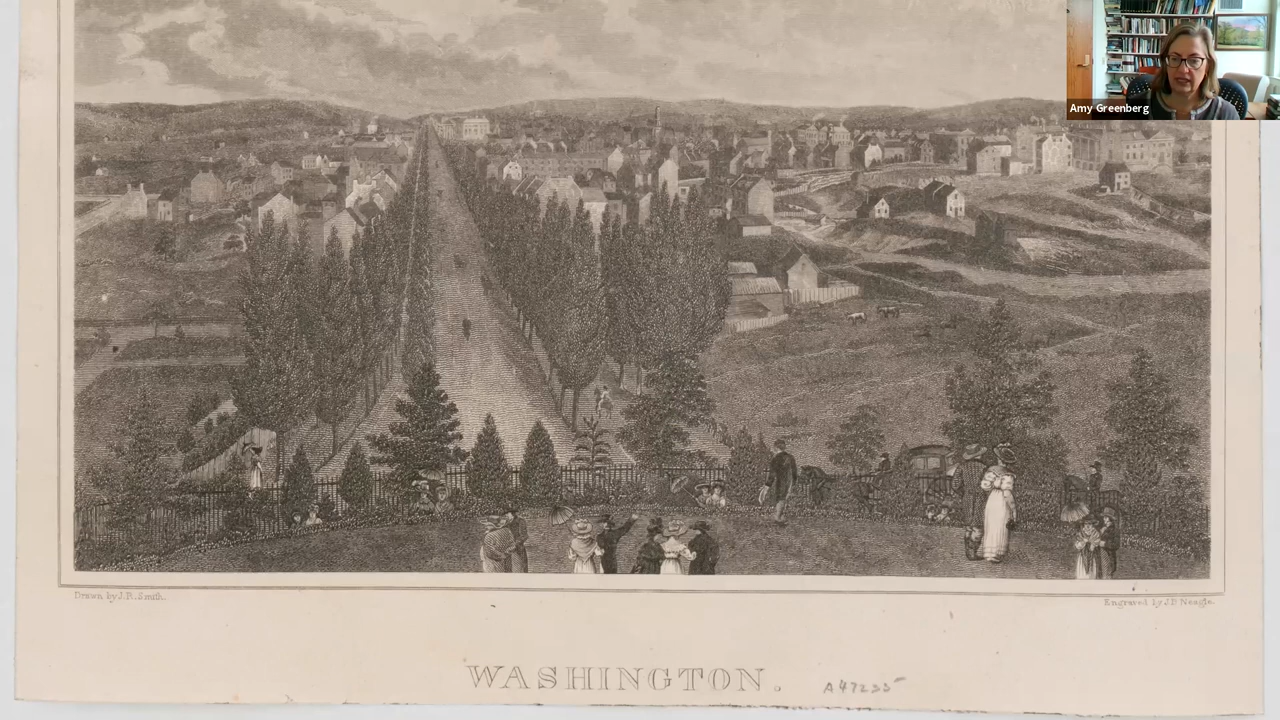 Amy Greenberg
Drawn by J.R. Smith.
Engraved by J.B Neagle.
WASHINGTON.
A47235